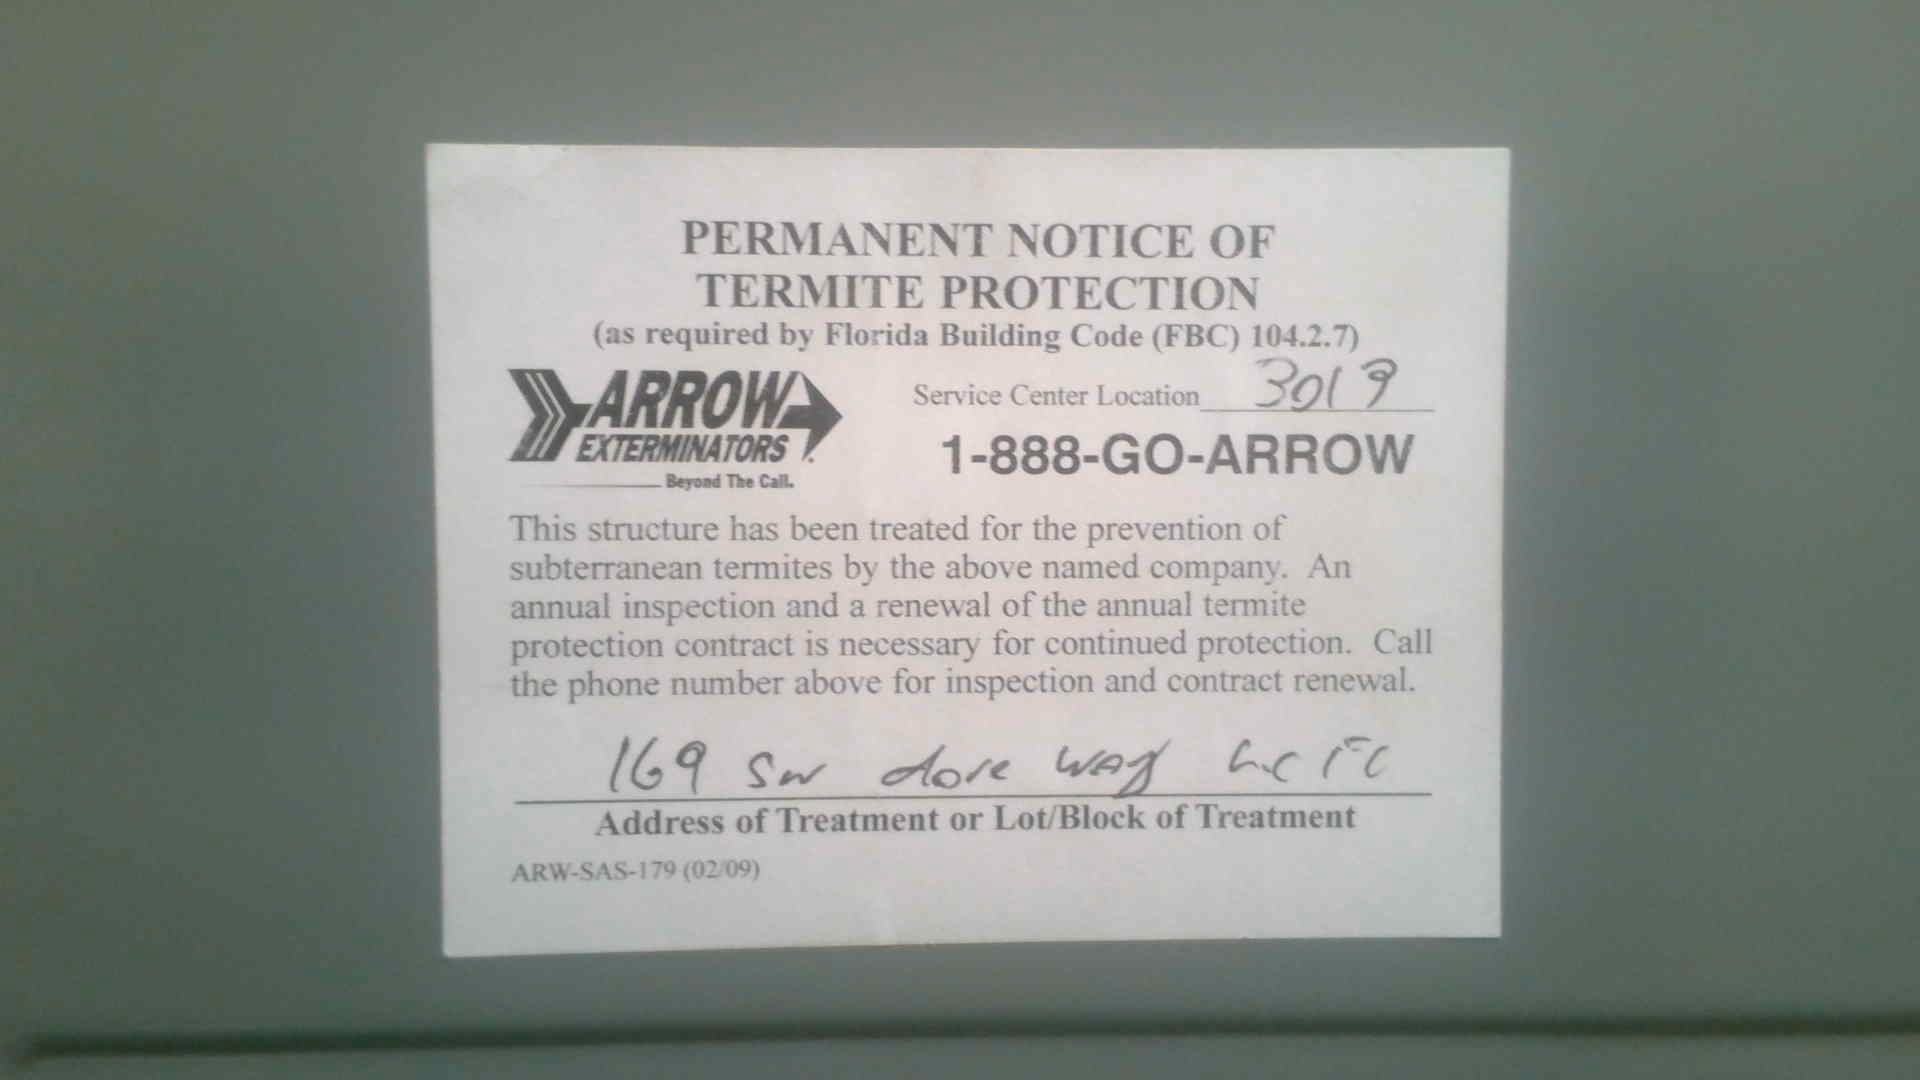 PERMANENT NOTICE OF
TERMITE PROTECTION
(as required by Florida Building Code (FBC) 104.2.7)
ARROW
EXTERMINATORS
Beyond The Call.
Service Center Location 3019
1-888-GO-ARROW
This structure has been treated for the prevention of
subterranean termites by the above named company. An
annual inspection and a renewal of the annual termite
protection contract is necessary for continued protection. Call
the phone number above for inspection and contract renewal.
169 SW dove WAY
Address of Treatment or Lot/Block of Treatment
ARW-SAS-179 (02/09)